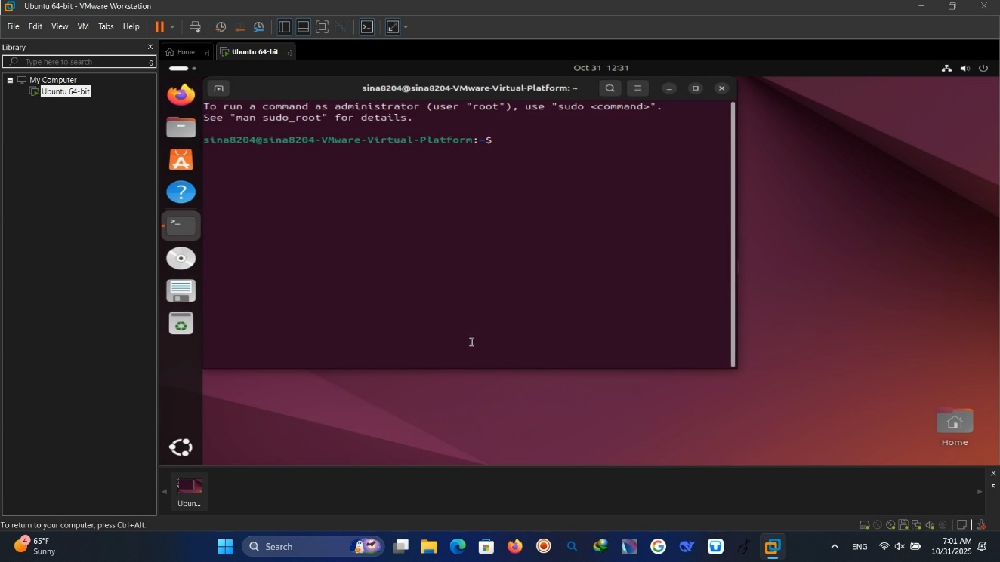 Ubuntu 64-bit - VMware Workstation
File Edit View VM Tabs Help
Library
Type here to search
Home
Ubuntu 64-bit
My Computer
Ubuntu 64-bit
Oct 31 12:31
sina8204@sina8204-VMware-Virtual-Platform: ~
To run a command as administrator (user "root"), use "sudo <command>".
See "man sudo_root" for details.
sina8204@sina8204-VMware-Virtual-Platform:~$
Home
Ubun...
To return to your computer, press Ctrl+Alt.
4
65°F
Sunny
Search
ENG
7:01 AM
10/31/2025